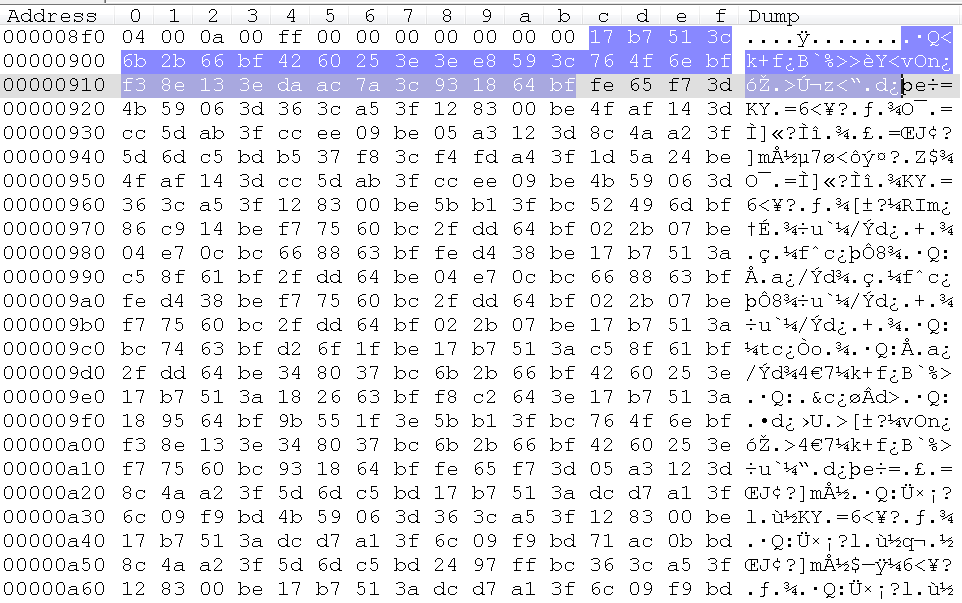 Address 0 1 2 3 4 5 6 7 8 9 a b c d e f Dump
000008f0 04 00 0a 00 ff 00 00 00 00 00 00 00 17 b7 51 3c ....ÿ.......·Q<
00000900 6b 2b 66 bf 42 60 25 3e 3e e8 59 3c 76 4f 6e bf k+f¿B`%>>èY<vOn¿
00000910 f3 8e 13 3e da ac 7a 3c 93 18 64 bf fe 65 f7 3d óŽ.>Ú¬z<“.d¿þe÷=
00000920 4b 59 06 3d 36 3c a5 3f 12 83 00 be 4f af 14 3d KY.=6<¥?.ƒ.¾O¯.=
00000930 cc 5d ab 3f cc ee 09 be 05 a3 12 3d 8c 4a a2 3f Ì]«?Ìî.¾.£.=ŒJ¢?
00000940 5d 6d c5 bd b5 37 f8 3c f4 fd a4 3f 1d 5a 24 be ]mÅ½µ7ø<ôý¤?.Z$¾
00000950 4f af 14 3d cc 5d ab 3f cc ee 09 be 4b 59 06 3d O¯.=Ì]«?Ìî.¾KY.=
00000960 36 3c a5 3f 12 83 00 be 5b b1 3f bc 52 49 6d bf 6<¥?.ƒ.¾[±?¼RIm¿
00000970 86 c9 14 be f7 75 60 bc 2f dd 64 bf 02 2b 07 be †É.¾÷u`¼/Ýd¿.+.¾
00000980 04 e7 0c bc 66 88 63 bf fe d4 38 be 17 b7 51 3a .ç.¼fˆc¿þÔ8¾.·Q:
00000990 c5 8f 61 bf 2f dd 64 be 04 e7 0c bc 66 88 63 bf Å.a¿/Ýd¾.ç.¼fˆc¿
000009a0 fe d4 38 be f7 75 60 bc 2f dd 64 bf 02 2b 07 be þÔ8¾÷u`¼/Ýd¿.+.¾
000009b0 f7 75 60 bc 2f dd 64 bf 02 2b 07 be 17 b7 51 3a ÷u`¼/Ýd¿.+.¾.·Q:
000009c0 bc 74 63 bf d2 6f 1f be 17 b7 51 3a c5 8f 61 bf ¼tc¿Òo.¾.·Q:Å.a¿
000009d0 2f dd 64 be 34 80 37 bc 6b 2b 66 bf 42 60 25 3e /Ýd¾4€7¼k+f¿B`%>
000009e0 17 b7 51 3a 18 26 63 bf f8 c2 64 3e 17 b7 51 3a .·Q:.&c¿øÂd>.·Q:
000009f0 18 95 64 bf 9b 55 1f 3e 5b b1 3f bc 76 4f 6e bf .•d¿›U.>[±?¼vOn¿
00000a00 f3 8e 13 3e 34 80 37 bc 6b 2b 66 bf 42 60 25 3e óŽ.>4€7¼k+f¿B`%>
00000a10 f7 75 60 bc 93 18 64 bf fe 65 f7 3d 05 a3 12 3d ÷u`¼“.d¿þe÷=.£.=
00000a20 8c 4a a2 3f 5d 6d c5 bd 17 b7 51 3a dc d7 a1 3f ŒJ¢?]mÅ½.·Q:Ü×¡?
00000a30 6c 09 f9 bd 4b 59 06 3d 36 3c a5 3f 12 83 00 be l.ù½KY.=6<¥?.ƒ.¾
00000a40 17 b7 51 3a dc d7 a1 3f 6c 09 f9 bd 71 ac 0b bd .·Q:Ü×¡?l.ù½q¬.½
00000a50 8c 4a a2 3f 5d 6d c5 bd 24 97 ff bc 36 3c a5 3f ŒJ¢?]mÅ½$—ÿ¼6<¥?
00000a60 12 83 00 be 17 b7 51 3a dc d7 a1 3f 6c 09 f9 bd .ƒ.¾.·Q:Ü×¡?l.ù½